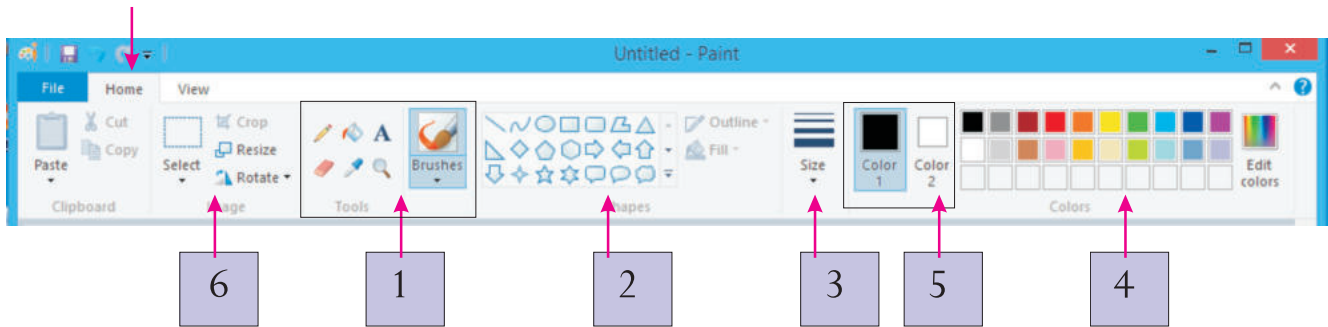 Untitled - Paint
File Home View
Cut
Crop
Outline
Copy
Resize
Fill
A
Paste Select Rotate Brushes Size Color 1 Color 2 Edit colors
Clipboard Tools Colors
6 1 2 3 5 4